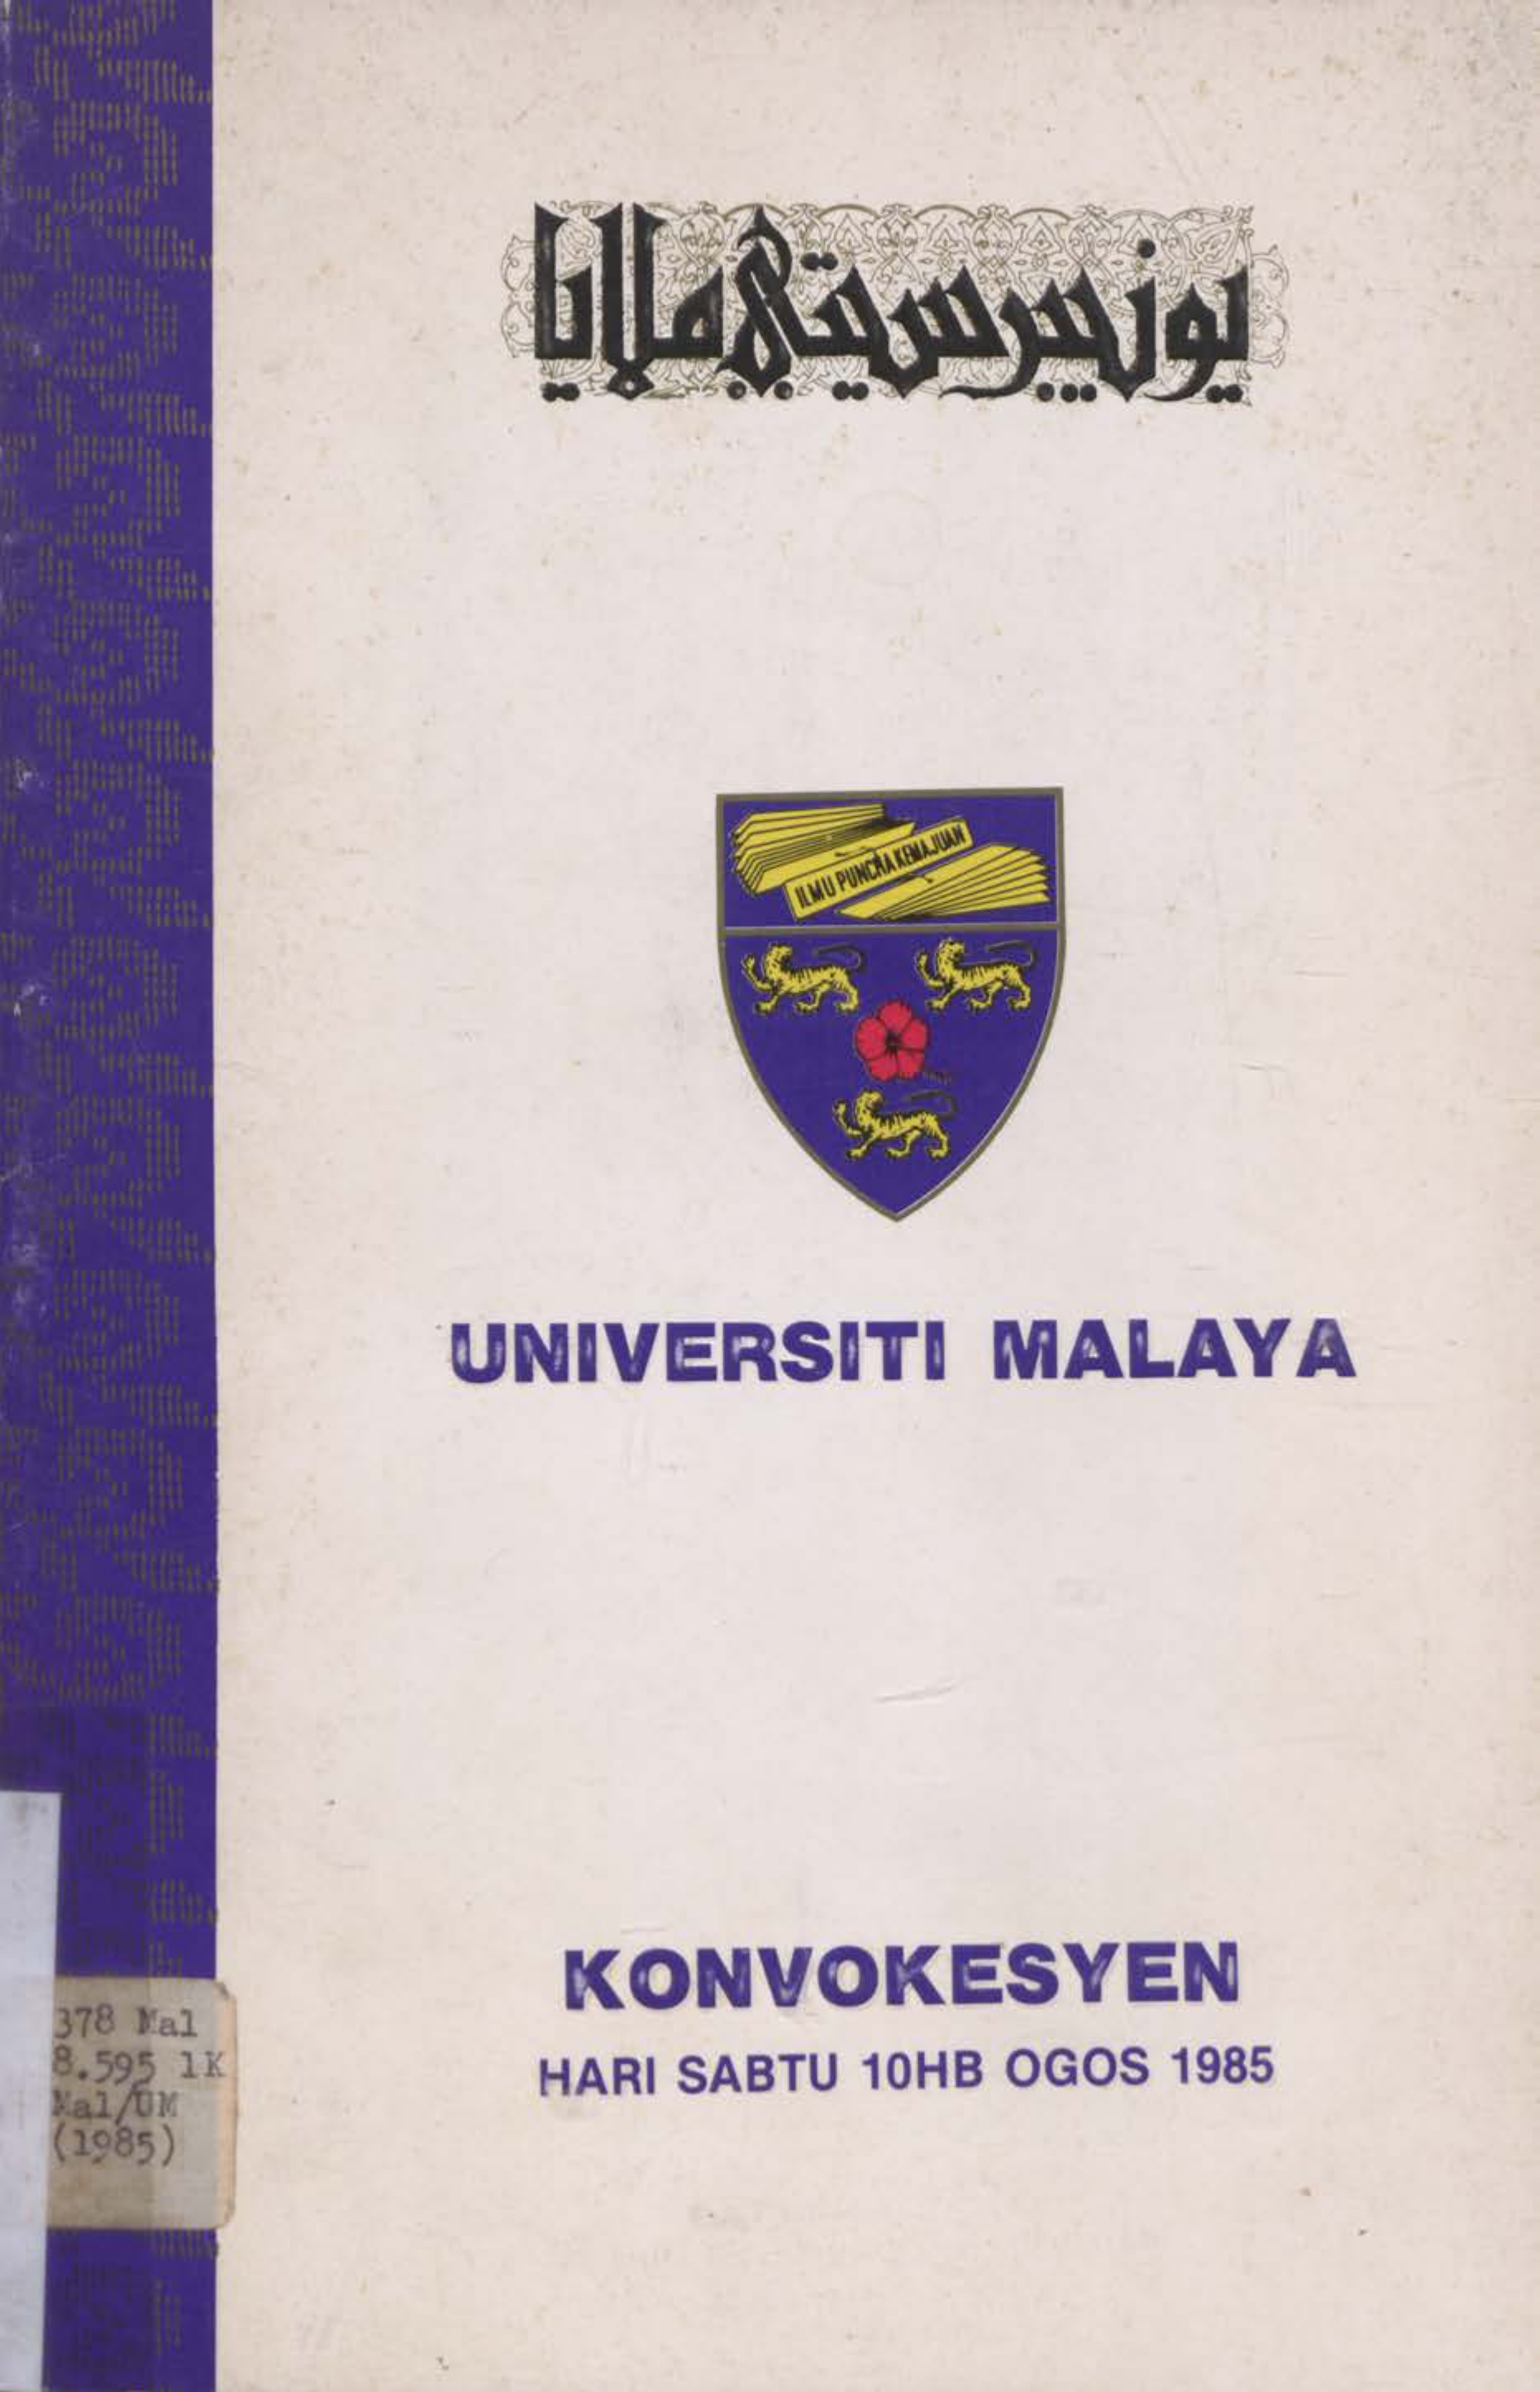 يونيبرسيتي ملايا
ILMU PUNCHA KEMAJUAN
UNIVERSITI MALAYA
KONVOKESYEN
HARI SABTU 10HB OGOS 1985
378 Mal
8.595 1K
Mal/UM
(1985)